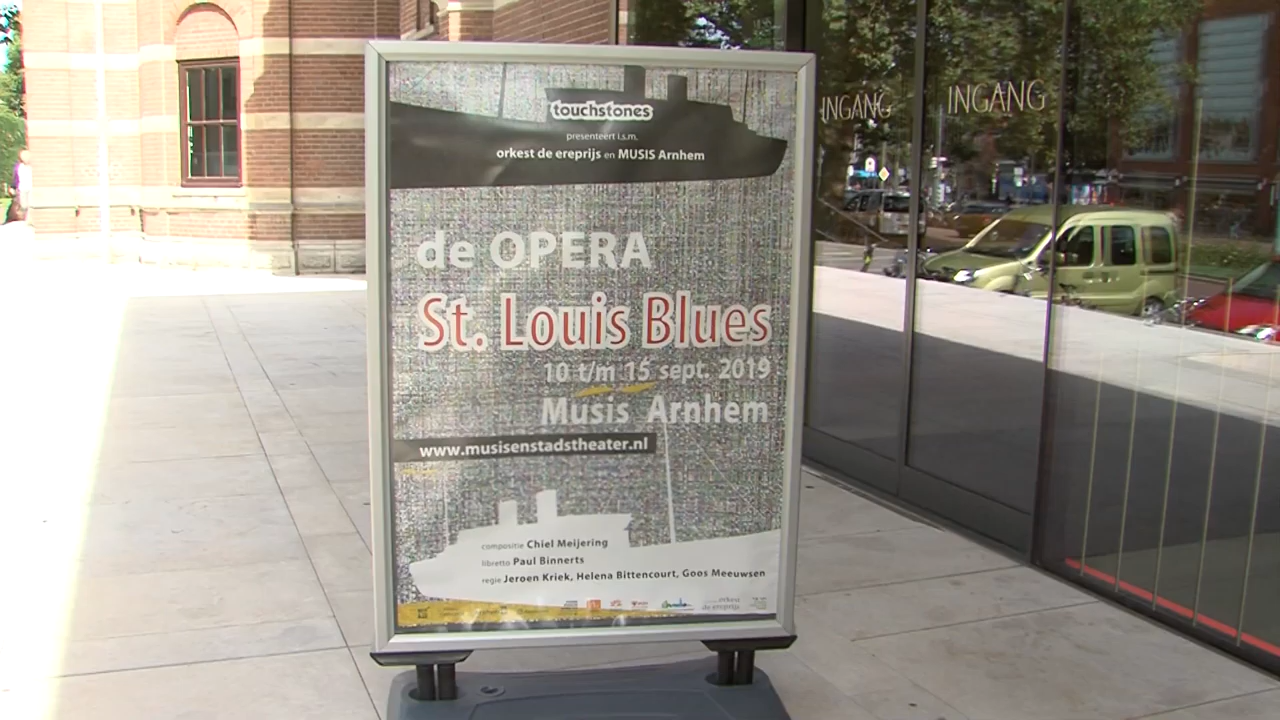 touchstones
presenteert i.s.m.
orkest de ereprijs en MUSIS Arnhem
de OPERA
St. Louis Blues
10 t/m 15 sept. 2019
Musis Arnhem
www.musisenstadstheater.nl
compositie Chiel Meijering
libretto Paul Binnerts
regie Jeroen Kriek, Helena Bittencourt, Goos Meeuwsen
orkest
de ereprijs
INGANG
INGANG